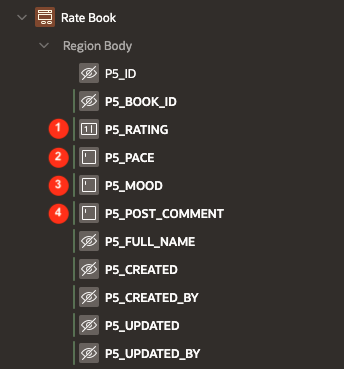 Rate Book
Region Body
P5_ID
P5_BOOK_ID
1 P5_RATING
2 P5_PACE
3 P5_MOOD
4 P5_POST_COMMENT
P5_FULL_NAME
P5_CREATED
P5_CREATED_BY
P5_UPDATED
P5_UPDATED_BY